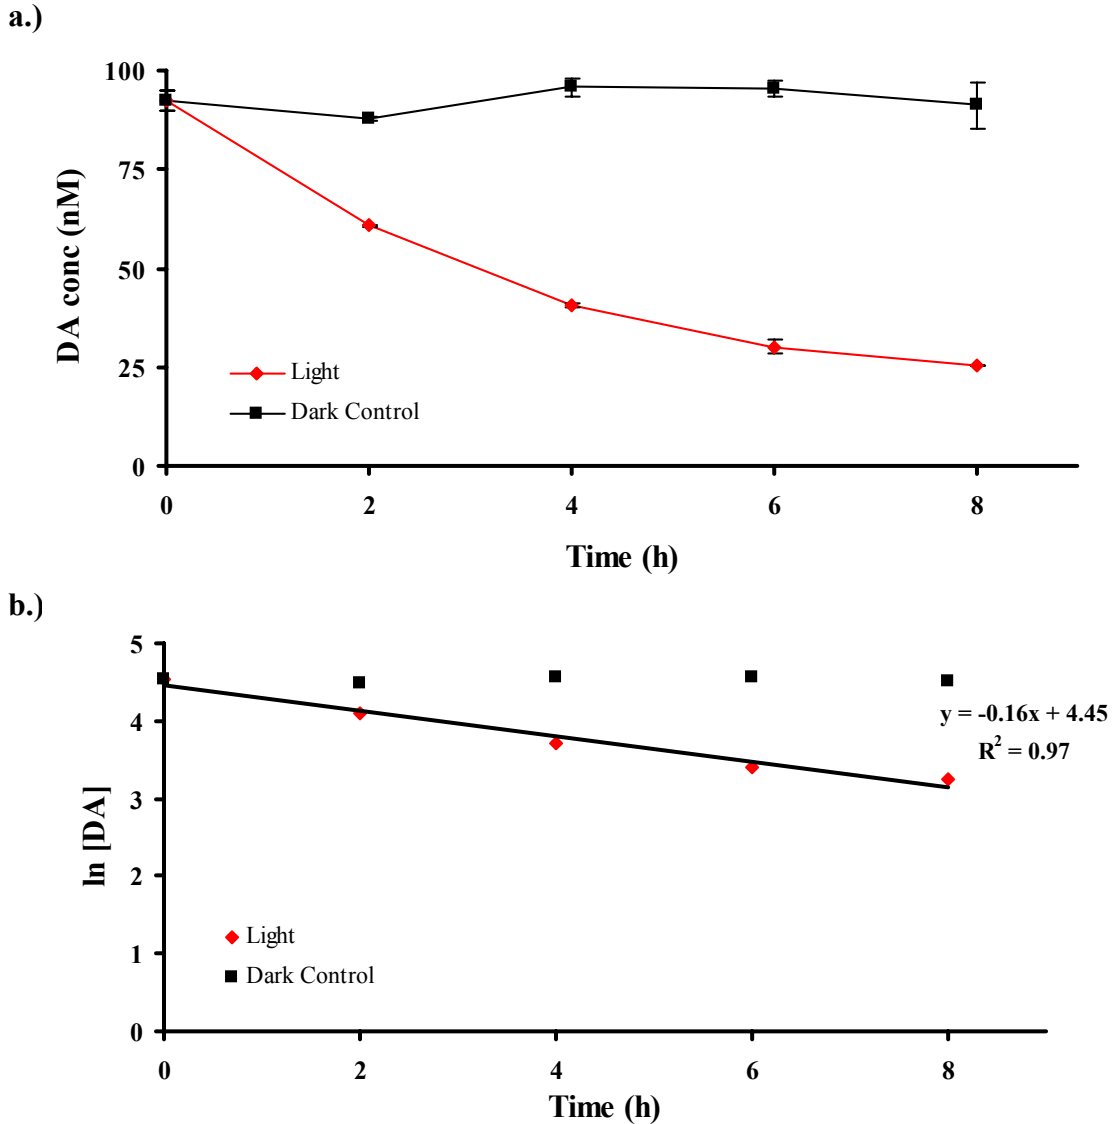 a.)
100
75
50
25
0
DA conc (nM)
Light
Dark Control
0 2 4 6 8
Time (h)
b.)
5
4
3
2
1
0
ln [DA]
y = -0.16x + 4.45
R² = 0.97
Light
Dark Control
0 2 4 6 8
Time (h)